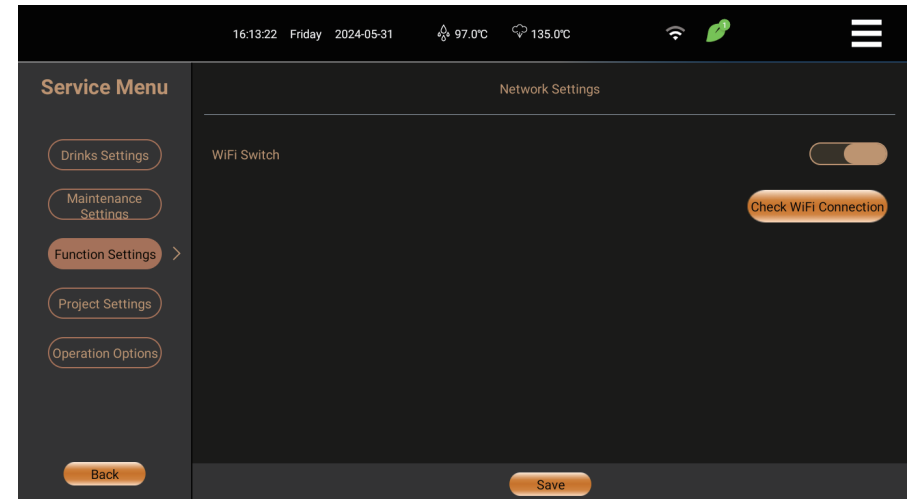 16:13:22 Friday 2024-05-31 97.0℃ 135.0℃ 1
Service Menu
Network Settings
Drinks Settings
WiFi Switch
Maintenance
Settings
Check WiFi Connection
Function Settings >
Project Settings
Operation Options
Back
Save